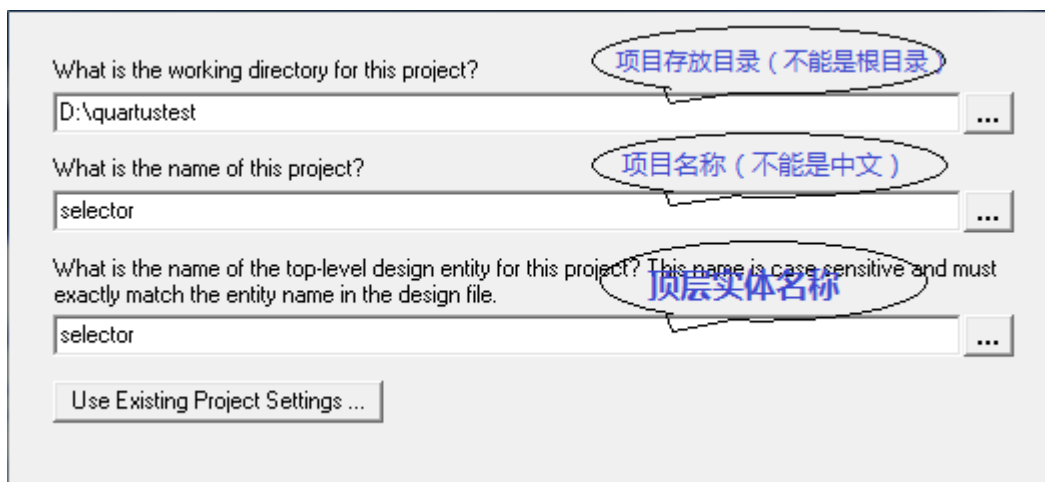 What is the working directory for this project?
项目存放目录（不能是根目录）
D:\quartustest
...
What is the name of this project?
项目名称（不能是中文）
selector
...
What is the name of the top-level design entity for this project? This name is case sensitive and must
exactly match the entity name in the design file.
顶层实体名称
selector
...
Use Existing Project Settings ...